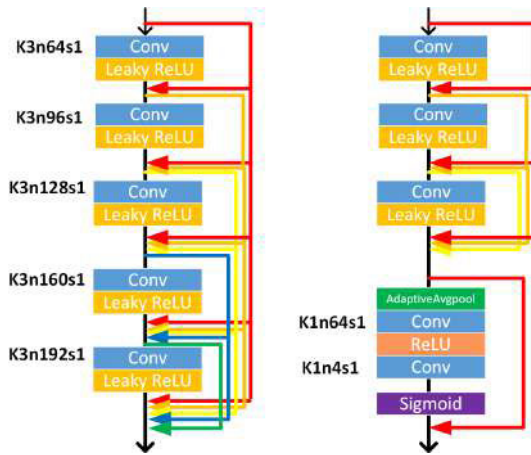 K3n64s1
Conv
Leaky ReLU
K3n96s1
Conv
Leaky ReLU
K3n128s1
Conv
Leaky ReLU
K3n160s1
Conv
Leaky ReLU
K3n192s1
Conv
Leaky ReLU
Conv
Leaky ReLU
Conv
Leaky ReLU
Conv
Leaky ReLU
AdaptiveAvgpool
K1n64s1
Conv
ReLU
K1n4s1
Conv
Sigmoid